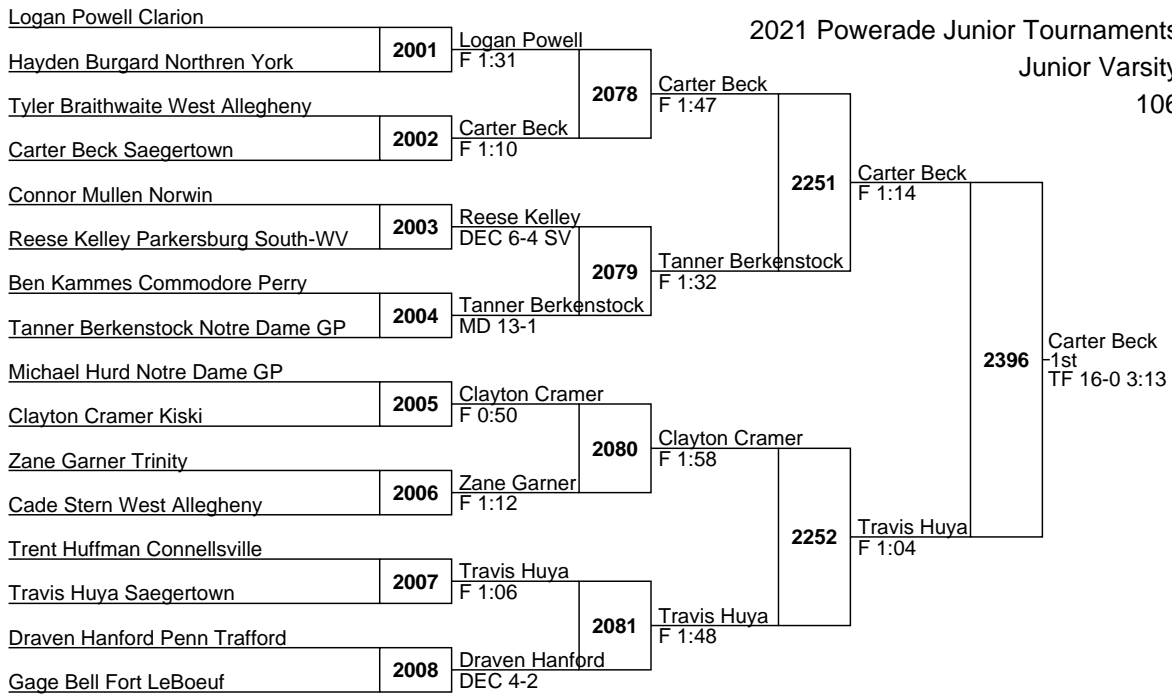 2021 Powerade Junior Tournaments
Junior Varsity
106
Logan Powell Clarion
Hayden Burgard Northren York
Tyler Braithwaite West Allegheny
Carter Beck Saegertown
Connor Mullen Norwin
Reese Kelley Parkersburg South-WV
Ben Kammes Commodore Perry
Tanner Berkenstock Notre Dame GP
Michael Hurd Notre Dame GP
Clayton Cramer Kiski
Zane Garner Trinity
Cade Stern West Allegheny
Trent Huffman Connellsville
Travis Huya Saegertown
Draven Hanford Penn Trafford
Gage Bell Fort LeBoeuf
2001
2002
2003
2004
2005
2006
2007
2008
Logan Powell
F 1:31
Carter Beck
F 1:10
Reese Kelley
DEC 6-4 SV
Tanner Berkenstock
MD 13-1
Clayton Cramer
F 0:50
Zane Garner
F 1:12
Travis Huya
F 1:06
Draven Hanford
DEC 4-2
2078
2079
2080
2081
Carter Beck
F 1:47
Tanner Berkenstock
F 1:32
Clayton Cramer
F 1:58
Travis Huya
F 1:48
2251
2252
Carter Beck
F 1:14
Travis Huya
F 1:04
2396
Carter Beck
1st
TF 16-0 3:13